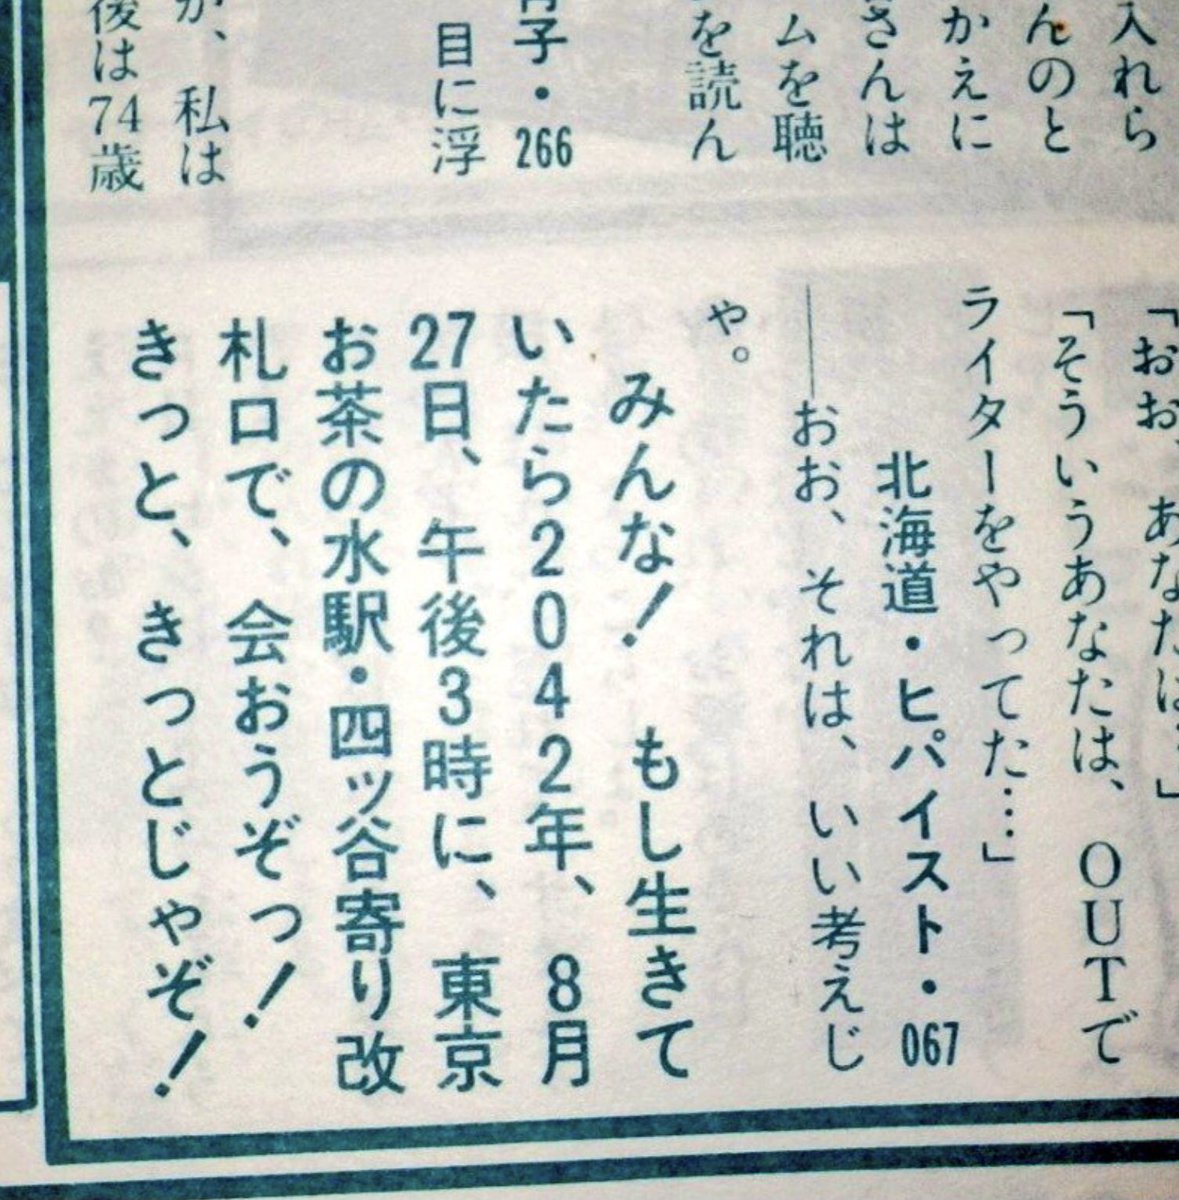 入れら
んのと
かえに
さんは
ムを聴
を読ん
子・266
目に浮
が、私は
後は74歳
「おお、あなたは…」
「そういうあなたは、OUTで
ライターをやってた…」
北海道・ヒパイスト・067
――おお、それは、いい考えじ
や。
みんな！ もし生きて
いたら2042年、8月
27日、午後3時に、東京
お茶の水駅・四ッ谷寄り改
札口で、会おうぞっ！
きっと、きっとじゃぞ！